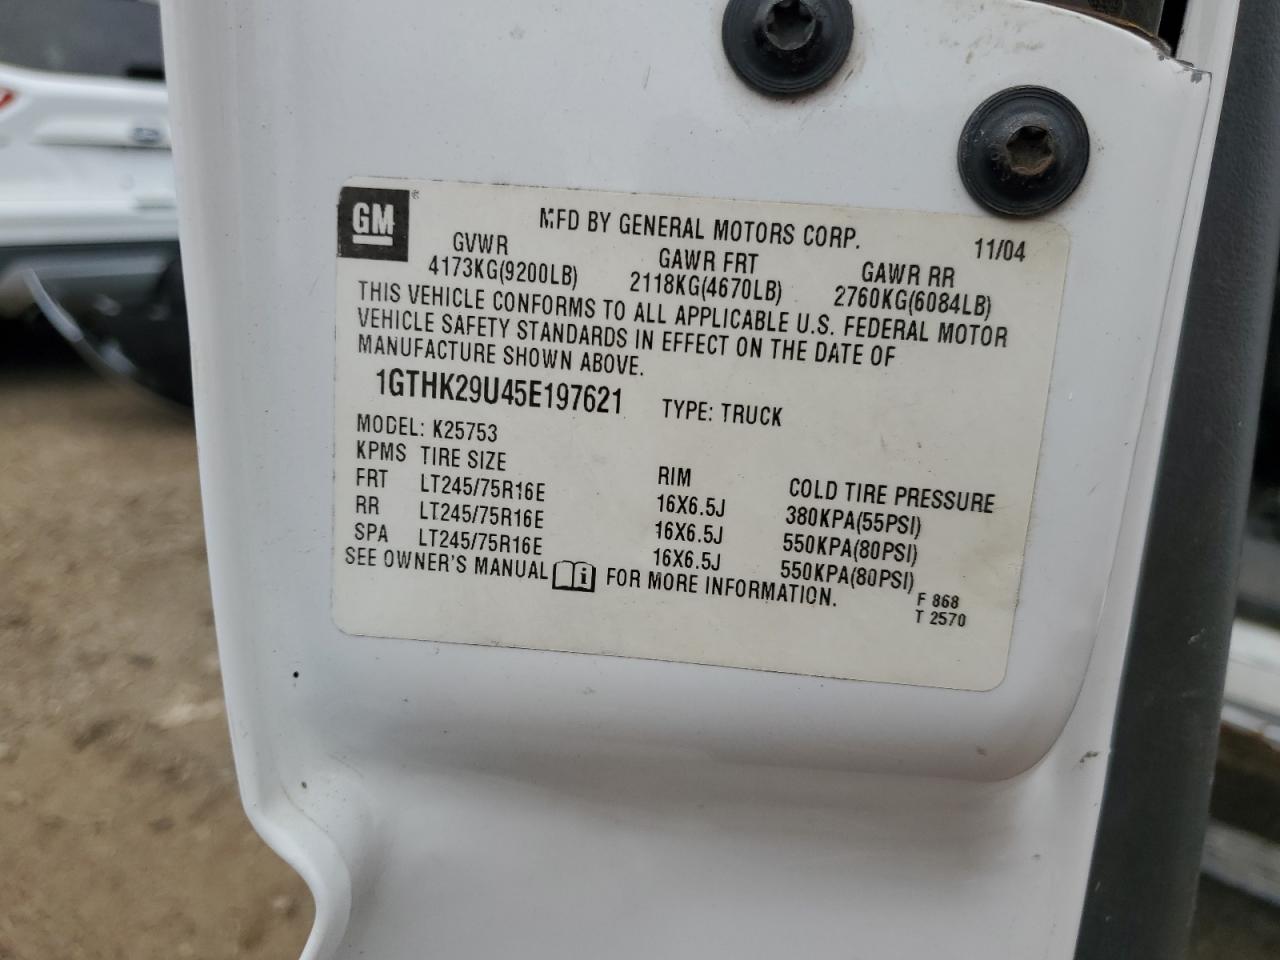 GM
MFD BY GENERAL MOTORS CORP. 11/04
GVWR GAWR FRT GAWR RR
4173KG(9200LB) 2118KG(4670LB) 2760KG(6084LB)
THIS VEHICLE CONFORMS TO ALL APPLICABLE U.S. FEDERAL MOTOR
VEHICLE SAFETY STANDARDS IN EFFECT ON THE DATE OF
MANUFACTURE SHOWN ABOVE.
1GTHK29U45E197621 TYPE: TRUCK
MODEL: K25753
KPMS TIRE SIZE RIM COLD TIRE PRESSURE
FRT LT245/75R16E 16X6.5J 380KPA(55PSI)
RR LT245/75R16E 16X6.5J 550KPA(80PSI)
SPA LT245/75R16E 16X6.5J 550KPA(80PSI)
SEE OWNER'S MANUAL i FOR MORE INFORMATION. F 868
T 2570